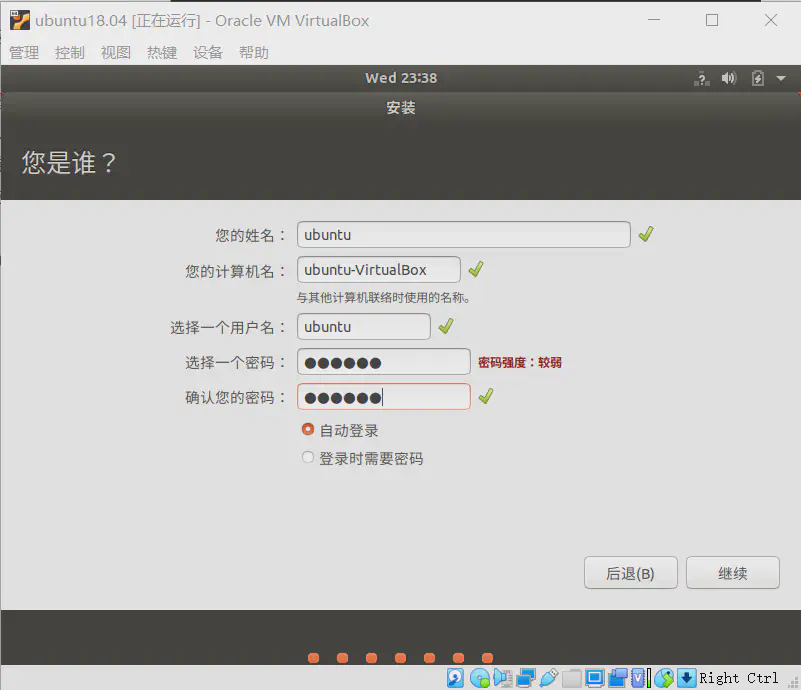 ubuntu18.04 [正在运行] - Oracle VM VirtualBox
管理 控制 视图 热键 设备 帮助
Wed 23:38
安装
您是谁？
您的姓名： ubuntu
您的计算机名： ubuntu-VirtualBox
与其他计算机联络时使用的名称。
选择一个用户名： ubuntu
选择一个密码： ●●●●●● 密码强度：较弱
确认您的密码： ●●●●●●
自动登录
登录时需要密码
后退(B) 继续
Right Ctrl